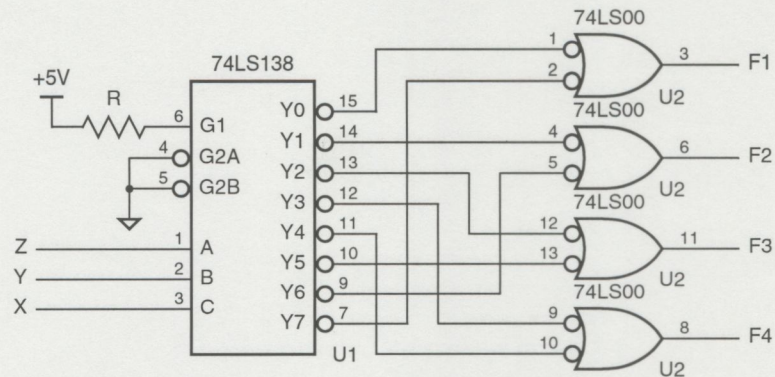 74LS00
1
2
3
F1
U2
74LS138
+5V
R
6
G1
4
G2A
5
G2B
Z
1
A
Y
2
B
X
3
C
Y0
15
Y1
14
Y2
13
Y3
12
Y4
11
Y5
10
Y6
9
Y7
7
U1
74LS00
4
5
6
F2
U2
74LS00
12
13
11
F3
U2
74LS00
9
10
8
F4
U2